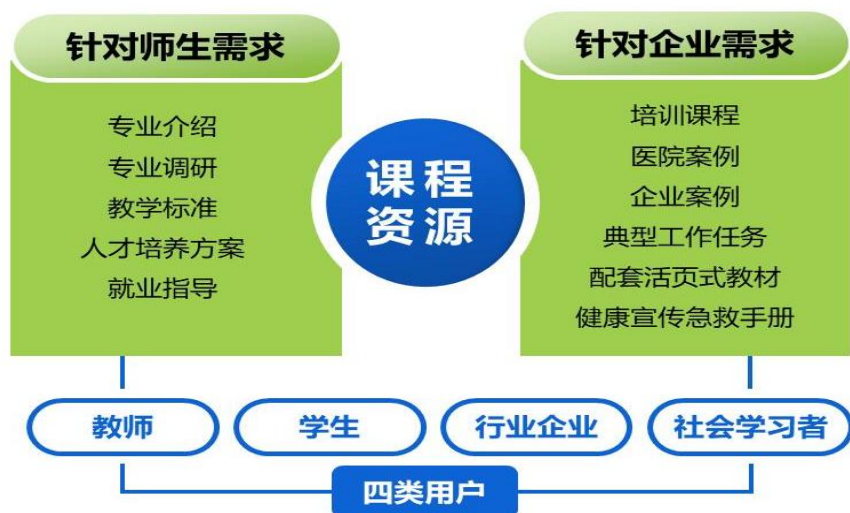 针对师生需求
专业介绍
专业调研
教学标准
人才培养方案
就业指导
课程
资源
针对企业需求
培训课程
医院案例
企业案例
典型工作任务
配套活页式教材
健康宣传急救手册
教师
学生
行业企业
社会学习者
四类用户